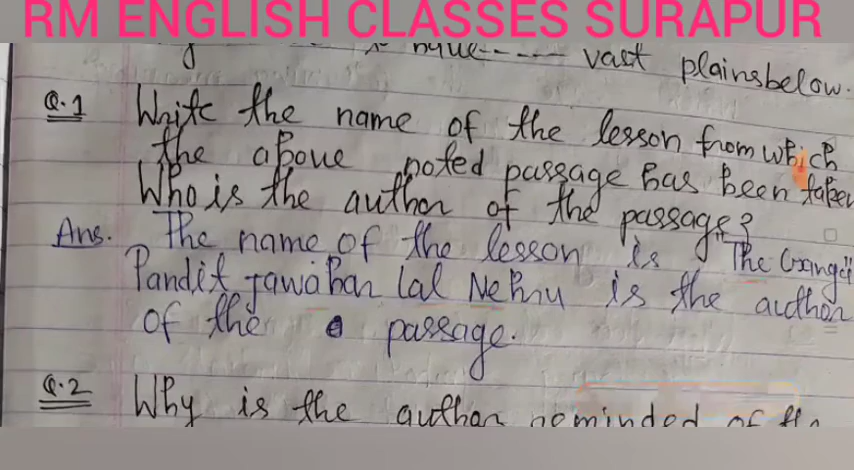 RM ENGLISH CLASSES SURAPUR
vast plains below.
Q.1 Write the name of the lesson from which
the above noted passage has been taken
Who is the author of the passage?
Ans. The name of the lesson is "The Ganga"
Pandit Jawahar lal Nehru is the author
of the passage.
Q.2 Why is the author reminded of the